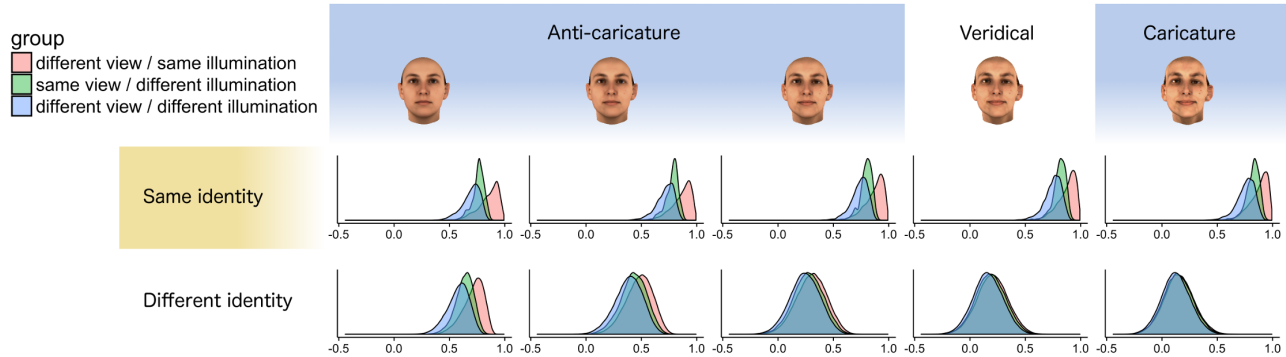 group
different view / same illumination
same view / different illumination
different view / different illumination
Anti-caricature
Veridical
Caricature
Same identity
-0.5 0.0 0.5 1.0 -0.5 0.0 0.5 1.0 -0.5 0.0 0.5 1.0 -0.5 0.0 0.5 1.0 -0.5 0.0 0.5 1.0
Different identity
-0.5 0.0 0.5 1.0 -0.5 0.0 0.5 1.0 -0.5 0.0 0.5 1.0 -0.5 0.0 0.5 1.0 -0.5 0.0 0.5 1.0